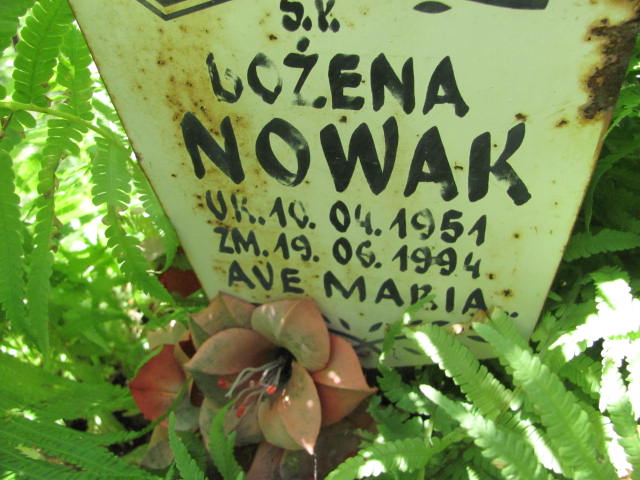 Ś.P.
BOŻENA
NOWAK
UR. 10. 04. 1951
ZM. 19. 06. 1994
AVE MARIA..